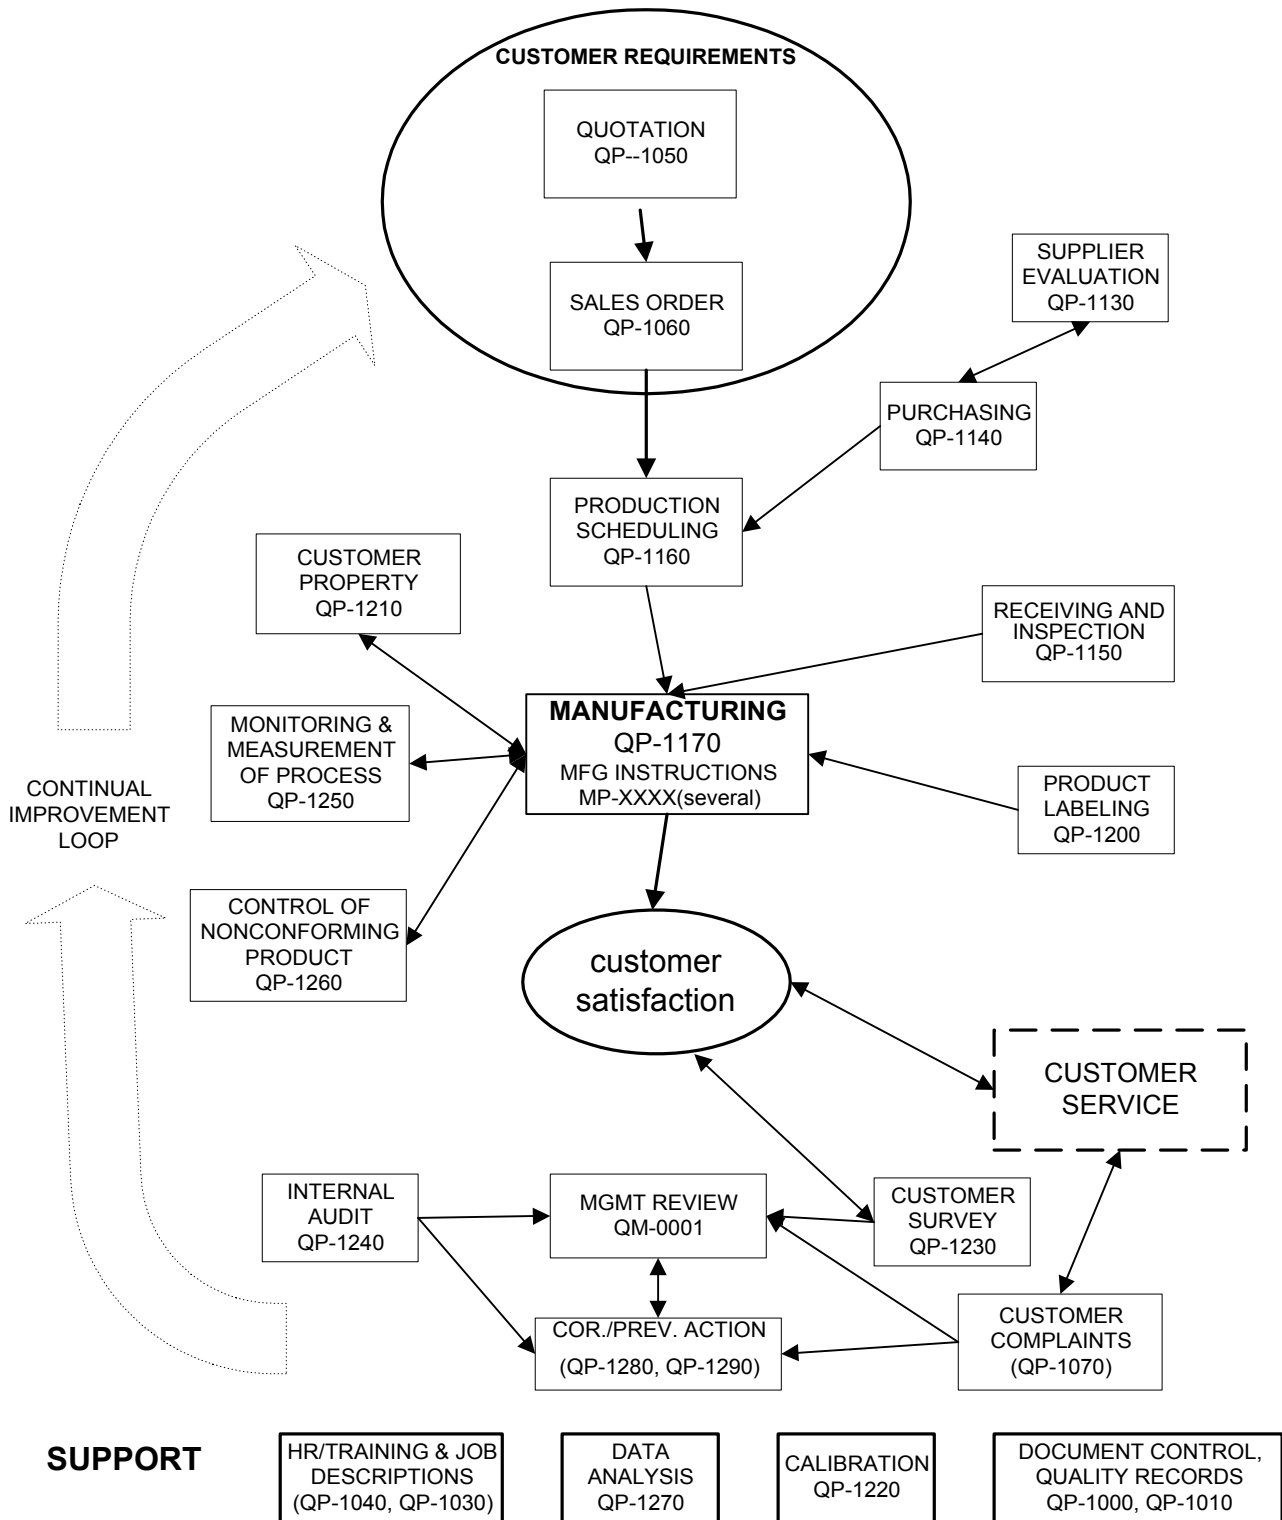 CUSTOMER REQUIREMENTS
QUOTATION
QP--1050
SALES ORDER
QP-1060
SUPPLIER
EVALUATION
QP-1130
PURCHASING
QP-1140
PRODUCTION
SCHEDULING
QP-1160
CUSTOMER
PROPERTY
QP-1210
RECEIVING AND
INSPECTION
QP-1150
MANUFACTURING
QP-1170
MFG INSTRUCTIONS
MP-XXXX(several)
MONITORING &
MEASUREMENT
OF PROCESS
QP-1250
PRODUCT
LABELING
QP-1200
CONTINUAL
IMPROVEMENT
LOOP
CONTROL OF
NONCONFORMING
PRODUCT
QP-1260
customer
satisfaction
CUSTOMER
SERVICE
INTERNAL
AUDIT
QP-1240
MGMT REVIEW
QM-0001
CUSTOMER
SURVEY
QP-1230
COR./PREV. ACTION
(QP-1280, QP-1290)
CUSTOMER
COMPLAINTS
(QP-1070)
SUPPORT
HR/TRAINING & JOB
DESCRIPTIONS
(QP-1040, QP-1030)
DATA
ANALYSIS
QP-1270
CALIBRATION
QP-1220
DOCUMENT CONTROL,
QUALITY RECORDS
QP-1000, QP-1010